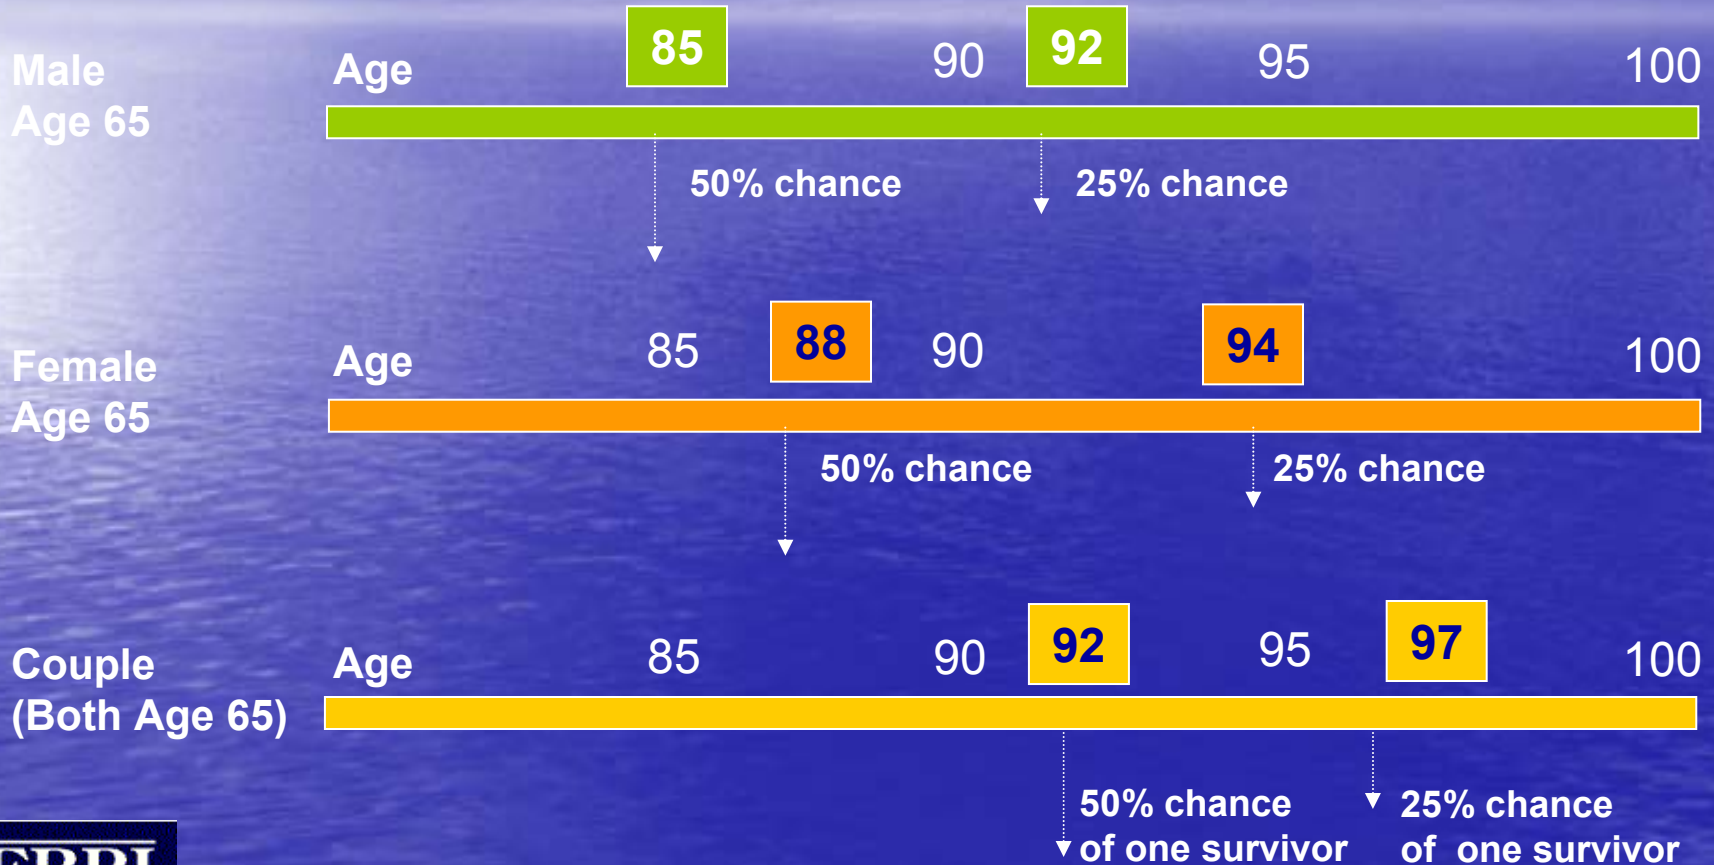 Male
Age 65
Age
85
90
92
95
100
50% chance
25% chance
Female
Age 65
Age
85
88
90
94
100
50% chance
25% chance
Couple
(Both Age 65)
Age
85
90
92
95
97
100
50% chance
of one survivor
25% chance
of one survivor